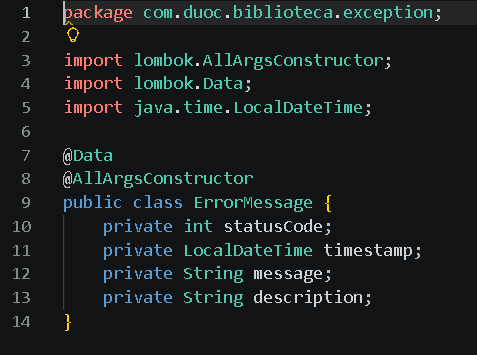 1 package com.duoc.biblioteca.exception;
2
3 import lombok.AllArgsConstructor;
4 import lombok.Data;
5 import java.time.LocalDateTime;
6
7 @Data
8 @AllArgsConstructor
9 public class ErrorMessage {
10     private int statusCode;
11     private LocalDateTime timestamp;
12     private String message;
13     private String description;
14 }